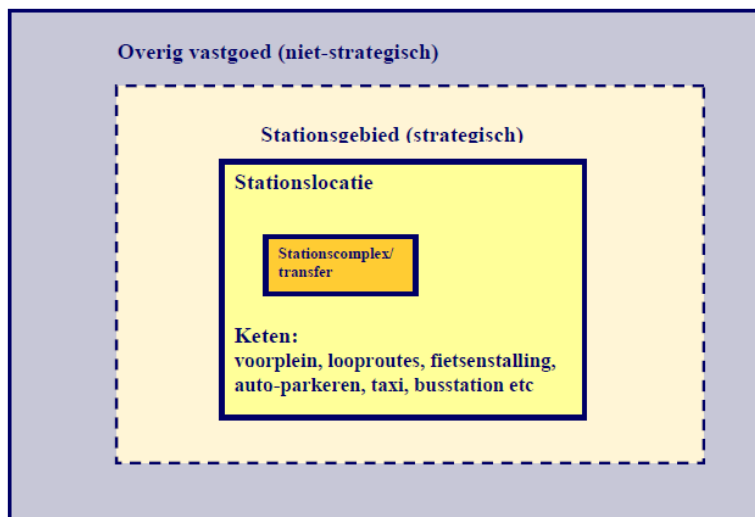 Overig vastgoed (niet-strategisch)
Stationsgebied (strategisch)
Stationslocatie
Stationscomplex/
transfer
Keten:
voorplein, looproutes, fietsenstalling,
auto-parkeren, taxi, busstation etc